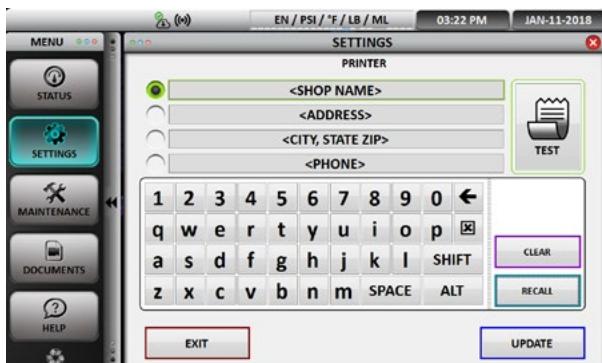 EN / PSI / °F / LB / ML 03:22 PM JAN-11-2018
MENU SETTINGS
PRINTER
STATUS
<SHOP NAME>
<ADDRESS>
<CITY, STATE ZIP>
<PHONE>
TEST
SETTINGS
MAINTENANCE
DOCUMENTS
HELP
1 2 3 4 5 6 7 8 9 0
q w e r t y u i o p
a s d f g h j k l SHIFT
z x c v b n m SPACE ALT
CLEAR
RECALL
EXIT UPDATE